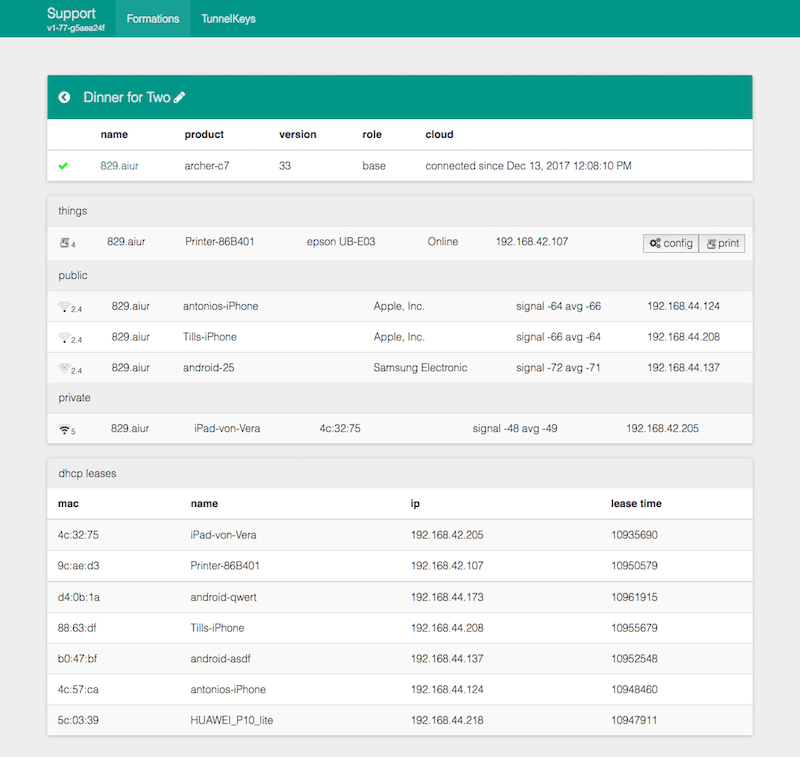 Support
v1-77-g5aea24f
Formations TunnelKeys
Dinner for Two
name product version role cloud
829.aiur archer-c7 33 base connected since Dec 13, 2017 12:08:10 PM
things
4 829.aiur Printer-86B401 epson UB-E03 Online 192.168.42.107 config print
public
2.4 829.aiur antonios-iPhone Apple, Inc. signal -64 avg -66 192.168.44.124
2.4 829.aiur Tills-iPhone Apple, Inc. signal -66 avg -64 192.168.44.208
2.4 829.aiur android-25 Samsung Electronic signal -72 avg -71 192.168.44.137
private
5 829.aiur iPad-von-Vera 4c:32:75 signal -48 avg -49 192.168.42.205
dhcp leases
mac name ip lease time
4c:32:75 iPad-von-Vera 192.168.42.205 10935690
9c:ae:d3 Printer-86B401 192.168.42.107 10950579
d4:0b:1a android-qwert 192.168.44.173 10961915
88:63:df Tills-iPhone 192.168.44.208 10955679
b0:47:bf android-asdf 192.168.44.137 10952548
4c:57:ca antonios-iPhone 192.168.44.124 10948460
5c:03:39 HUAWEI_P10_lite 192.168.44.218 10947911